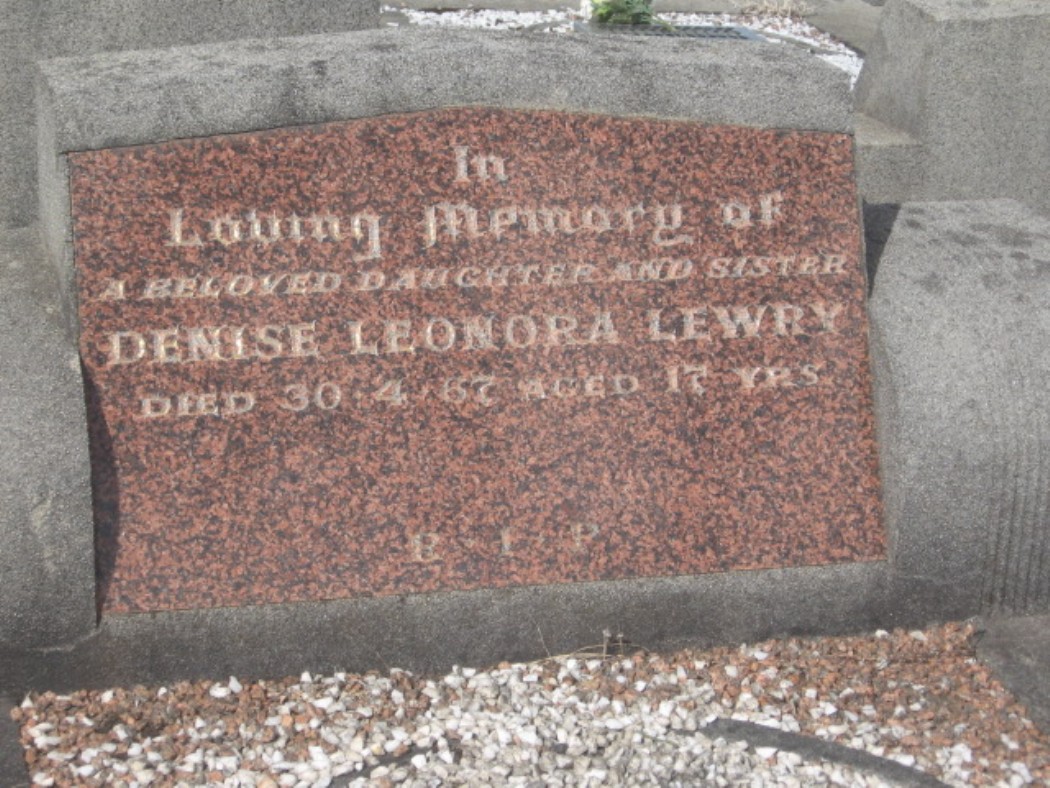 In
Loving Memory of
A BELOVED DAUGHTER AND SISTER
DENISE LEONORA LEWRY
DIED 30·4·67 AGED 17 YRS
R·I·P